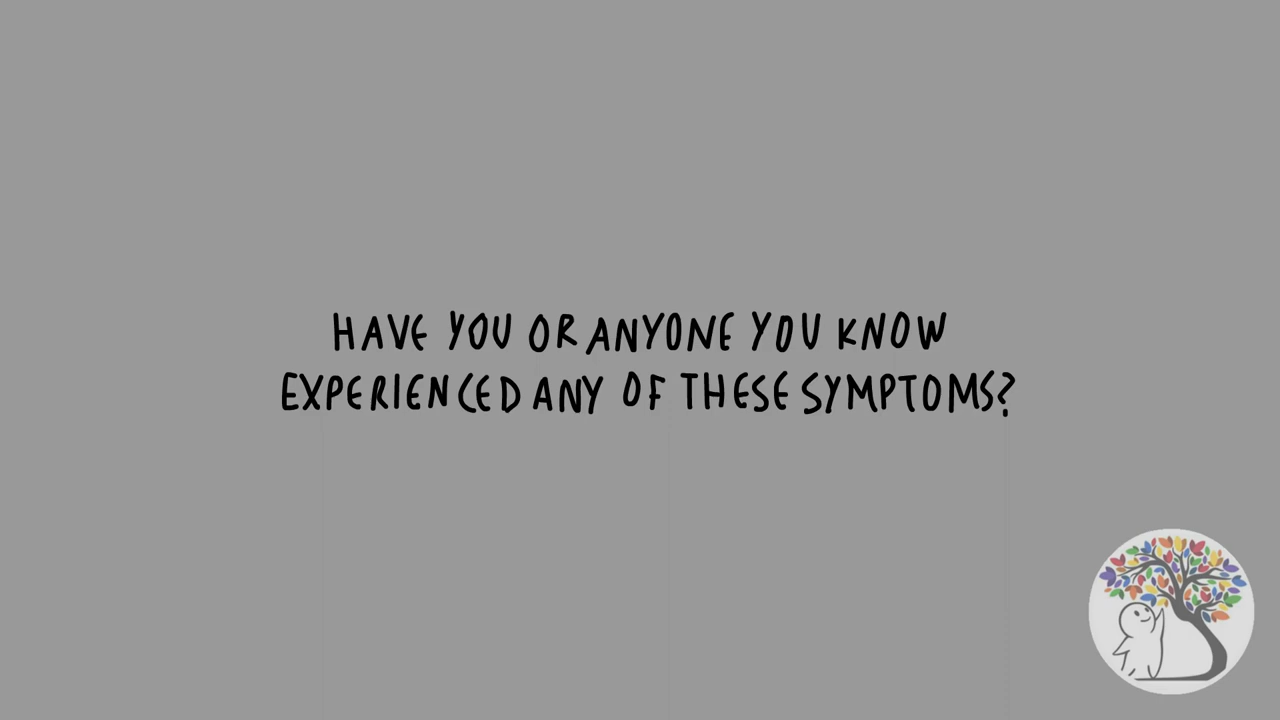 HAVE YOU OR ANYONE YOU KNOW
EXPERIENCED ANY OF THESE SYMPTOMS?